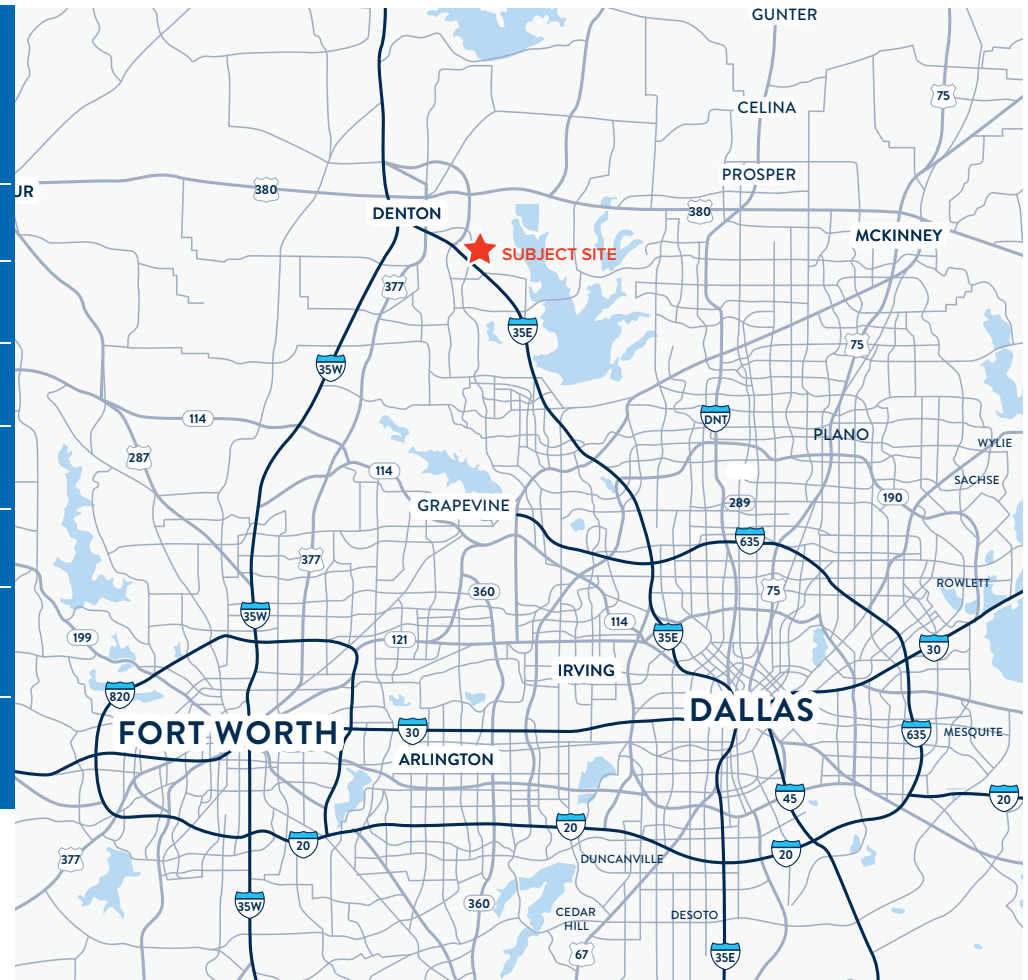 GUNTER
75
CELINA
PROSPER
UR
380
380
DENTON
MCKINNEY
SUBJECT SITE
377
35E
75
35W
DNT
114
PLANO
WYLIE
287
114
SACHSE
190
289
GRAPEVINE
635
377
ROWLETT
75
360
35W
114
199
121
35E
30
IRVING
820
DALLAS
FORT WORTH
30
635
MESQUITE
ARLINGTON
45
20
20
20
20
377
DUNCANVILLE
35W
360
CEDAR
HILL
DESOTO
67
35E